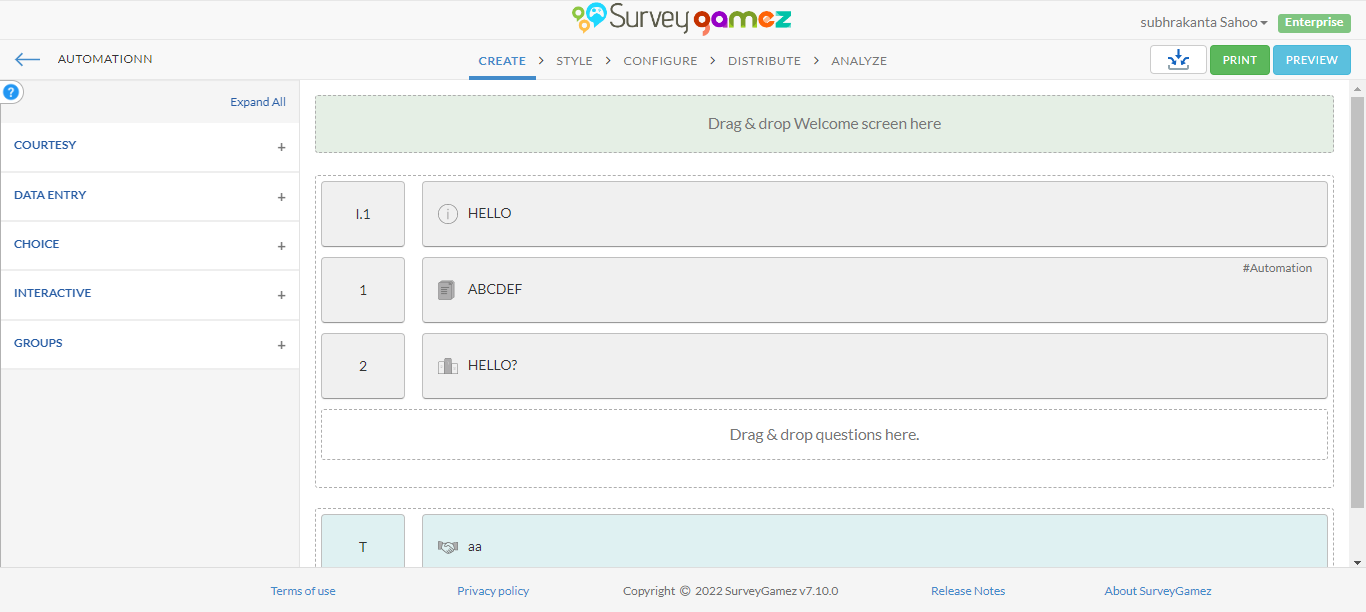 Survey gamez
subhrakanta Sahoo
Enterprise
AUTOMATIONN
CREATE > STYLE > CONFIGURE > DISTRIBUTE > ANALYZE
PRINT
PREVIEW
?
Expand All
COURTESY +
DATA ENTRY +
CHOICE +
INTERACTIVE +
GROUPS +
Drag & drop Welcome screen here
I.1
HELLO
#Automation
1
ABCDEF
2
HELLO?
Drag & drop questions here.
T
aa
Terms of use
Privacy policy
Copyright © 2022 SurveyGamez v7.10.0
Release Notes
About SurveyGamez